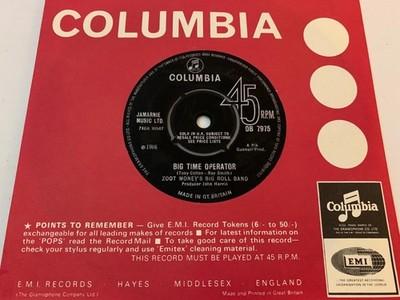 COLUMBIA
COLUMBIA
JAMARNIE
MUSIC LTD.
45
RPM
DB 7975
SOLD IN U.K. SUBJECT TO
RESALE PRICE CONDITIONS
SEE PRICE LISTS
℗1966
BIG TIME OPERATOR
(Tony Colton - Ray Smith)
ZOOT MONEY'S BIG ROLL BAND
Producer John Harris
MADE IN GT BRITAIN
Columbia
EMI
★ POINTS TO REMEMBER — Give E.M.I. Record Tokens (6 - to 50/-)
exchangeable for all leading makes of records ■ For latest information on
the 'POPS' read the Record Mail ■ To take good care of this record—
check your stylus regularly and use 'Emitex' cleaning material.
THIS RECORD MUST BE PLAYED AT 45 R.P.M.
E.M.I. RECORDS HAYES MIDDLESEX ENGLAND
(The Gramophone Company Ltd.)
Made and Printed in Great Britain